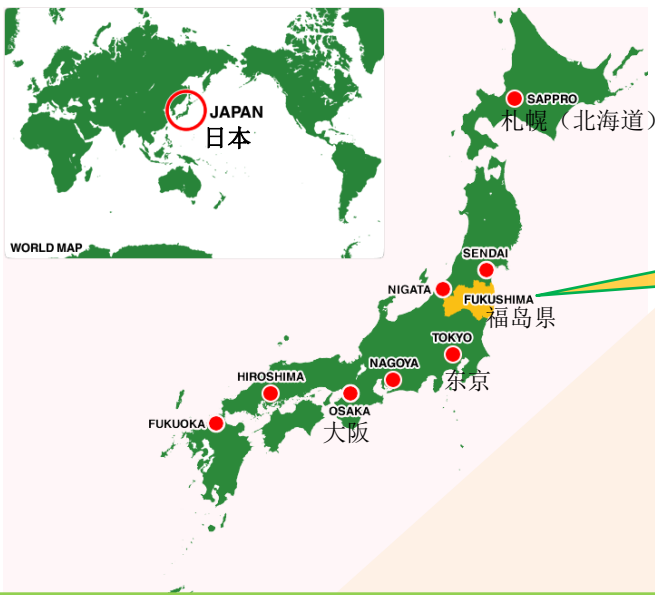 JAPAN
日本
WORLD MAP
SAPPRO
札幌（北海道）
SENDAI
NIGATA
FUKUSHIMA
福岛県
TOKYO
东京
NAGOYA
HIROSHIMA
OSAKA
大阪
FUKUOKA